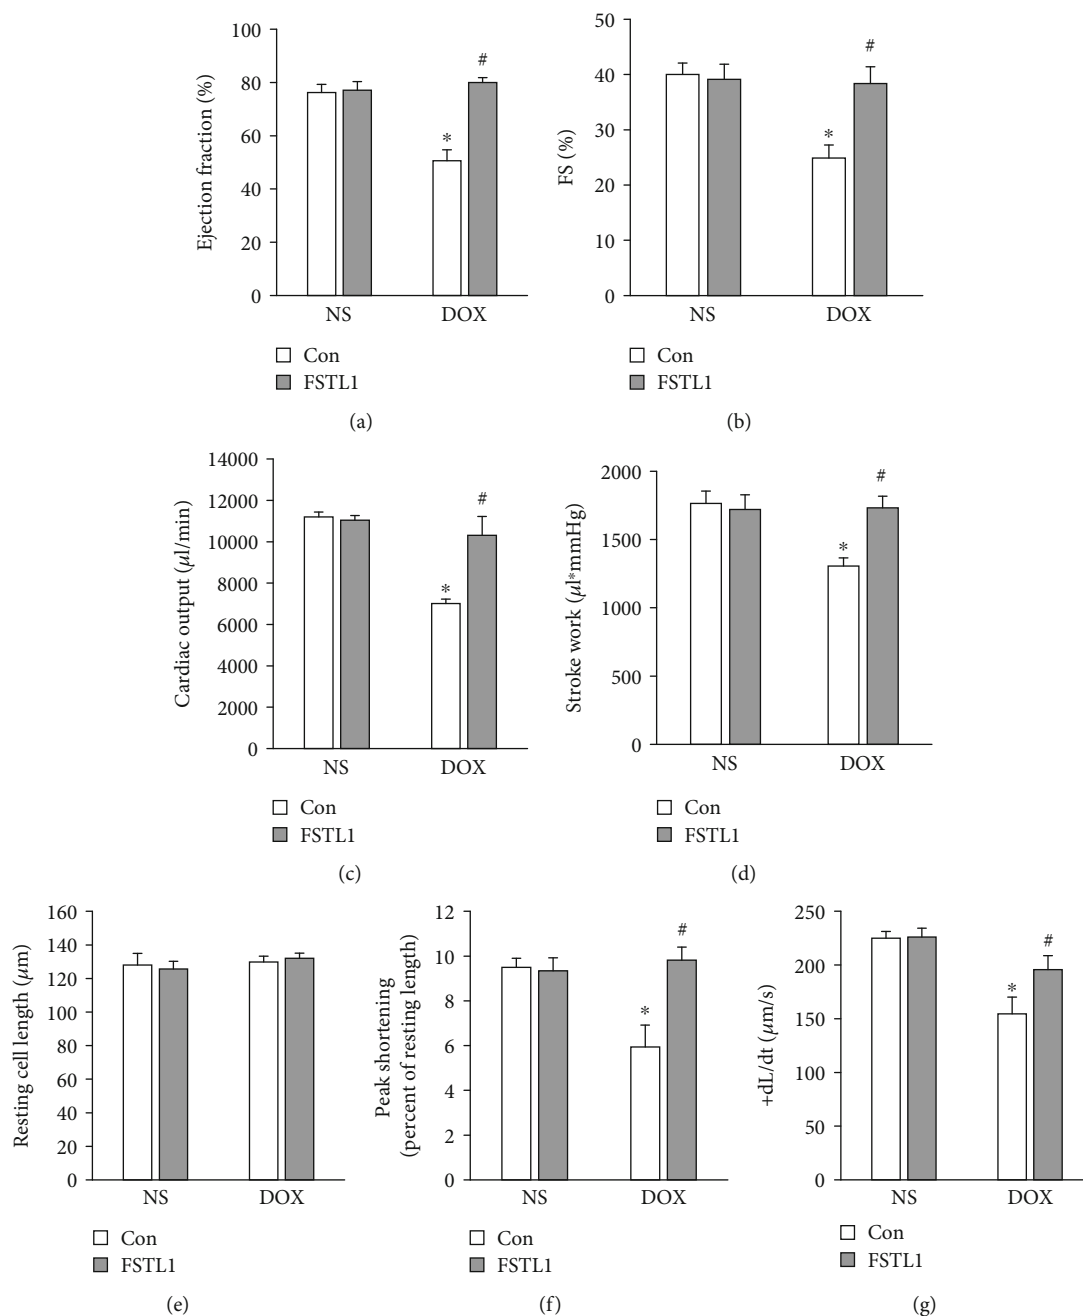 Ejection fraction (%)
100
80
60
40
20
0
*
#
NS
DOX
Con
FSTL1
(a)
FS (%)
50
40
30
20
10
0
*
#
NS
DOX
Con
FSTL1
(b)
Cardiac output (μl/min)
14000
12000
10000
8000
6000
4000
2000
0
*
#
NS
DOX
Con
FSTL1
(c)
Stroke work (μl*mmHg)
2000
1500
1000
500
0
*
#
NS
DOX
Con
FSTL1
(d)
Resting cell length (μm)
160
140
120
100
80
60
40
20
0
NS
DOX
Con
FSTL1
(e)
Peak shortening
(percent of resting length)
12
10
8
6
4
2
0
*
#
NS
DOX
Con
FSTL1
(f)
+dL/dt (μm/s)
250
200
150
100
50
0
*
#
NS
DOX
Con
FSTL1
(g)